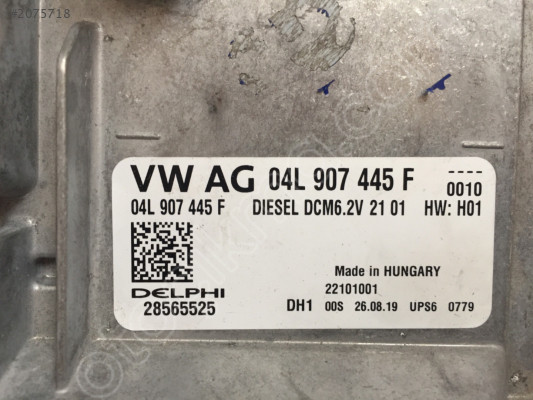 2075718
VW AG 04L 907 445 F ----
0010
04L 907 445 F DIESEL DCM6.2V 21 01 HW: H01
Made in HUNGARY
22101001
DELPHI
28565525
DH1 00S 26.08.19 UPS6 0779